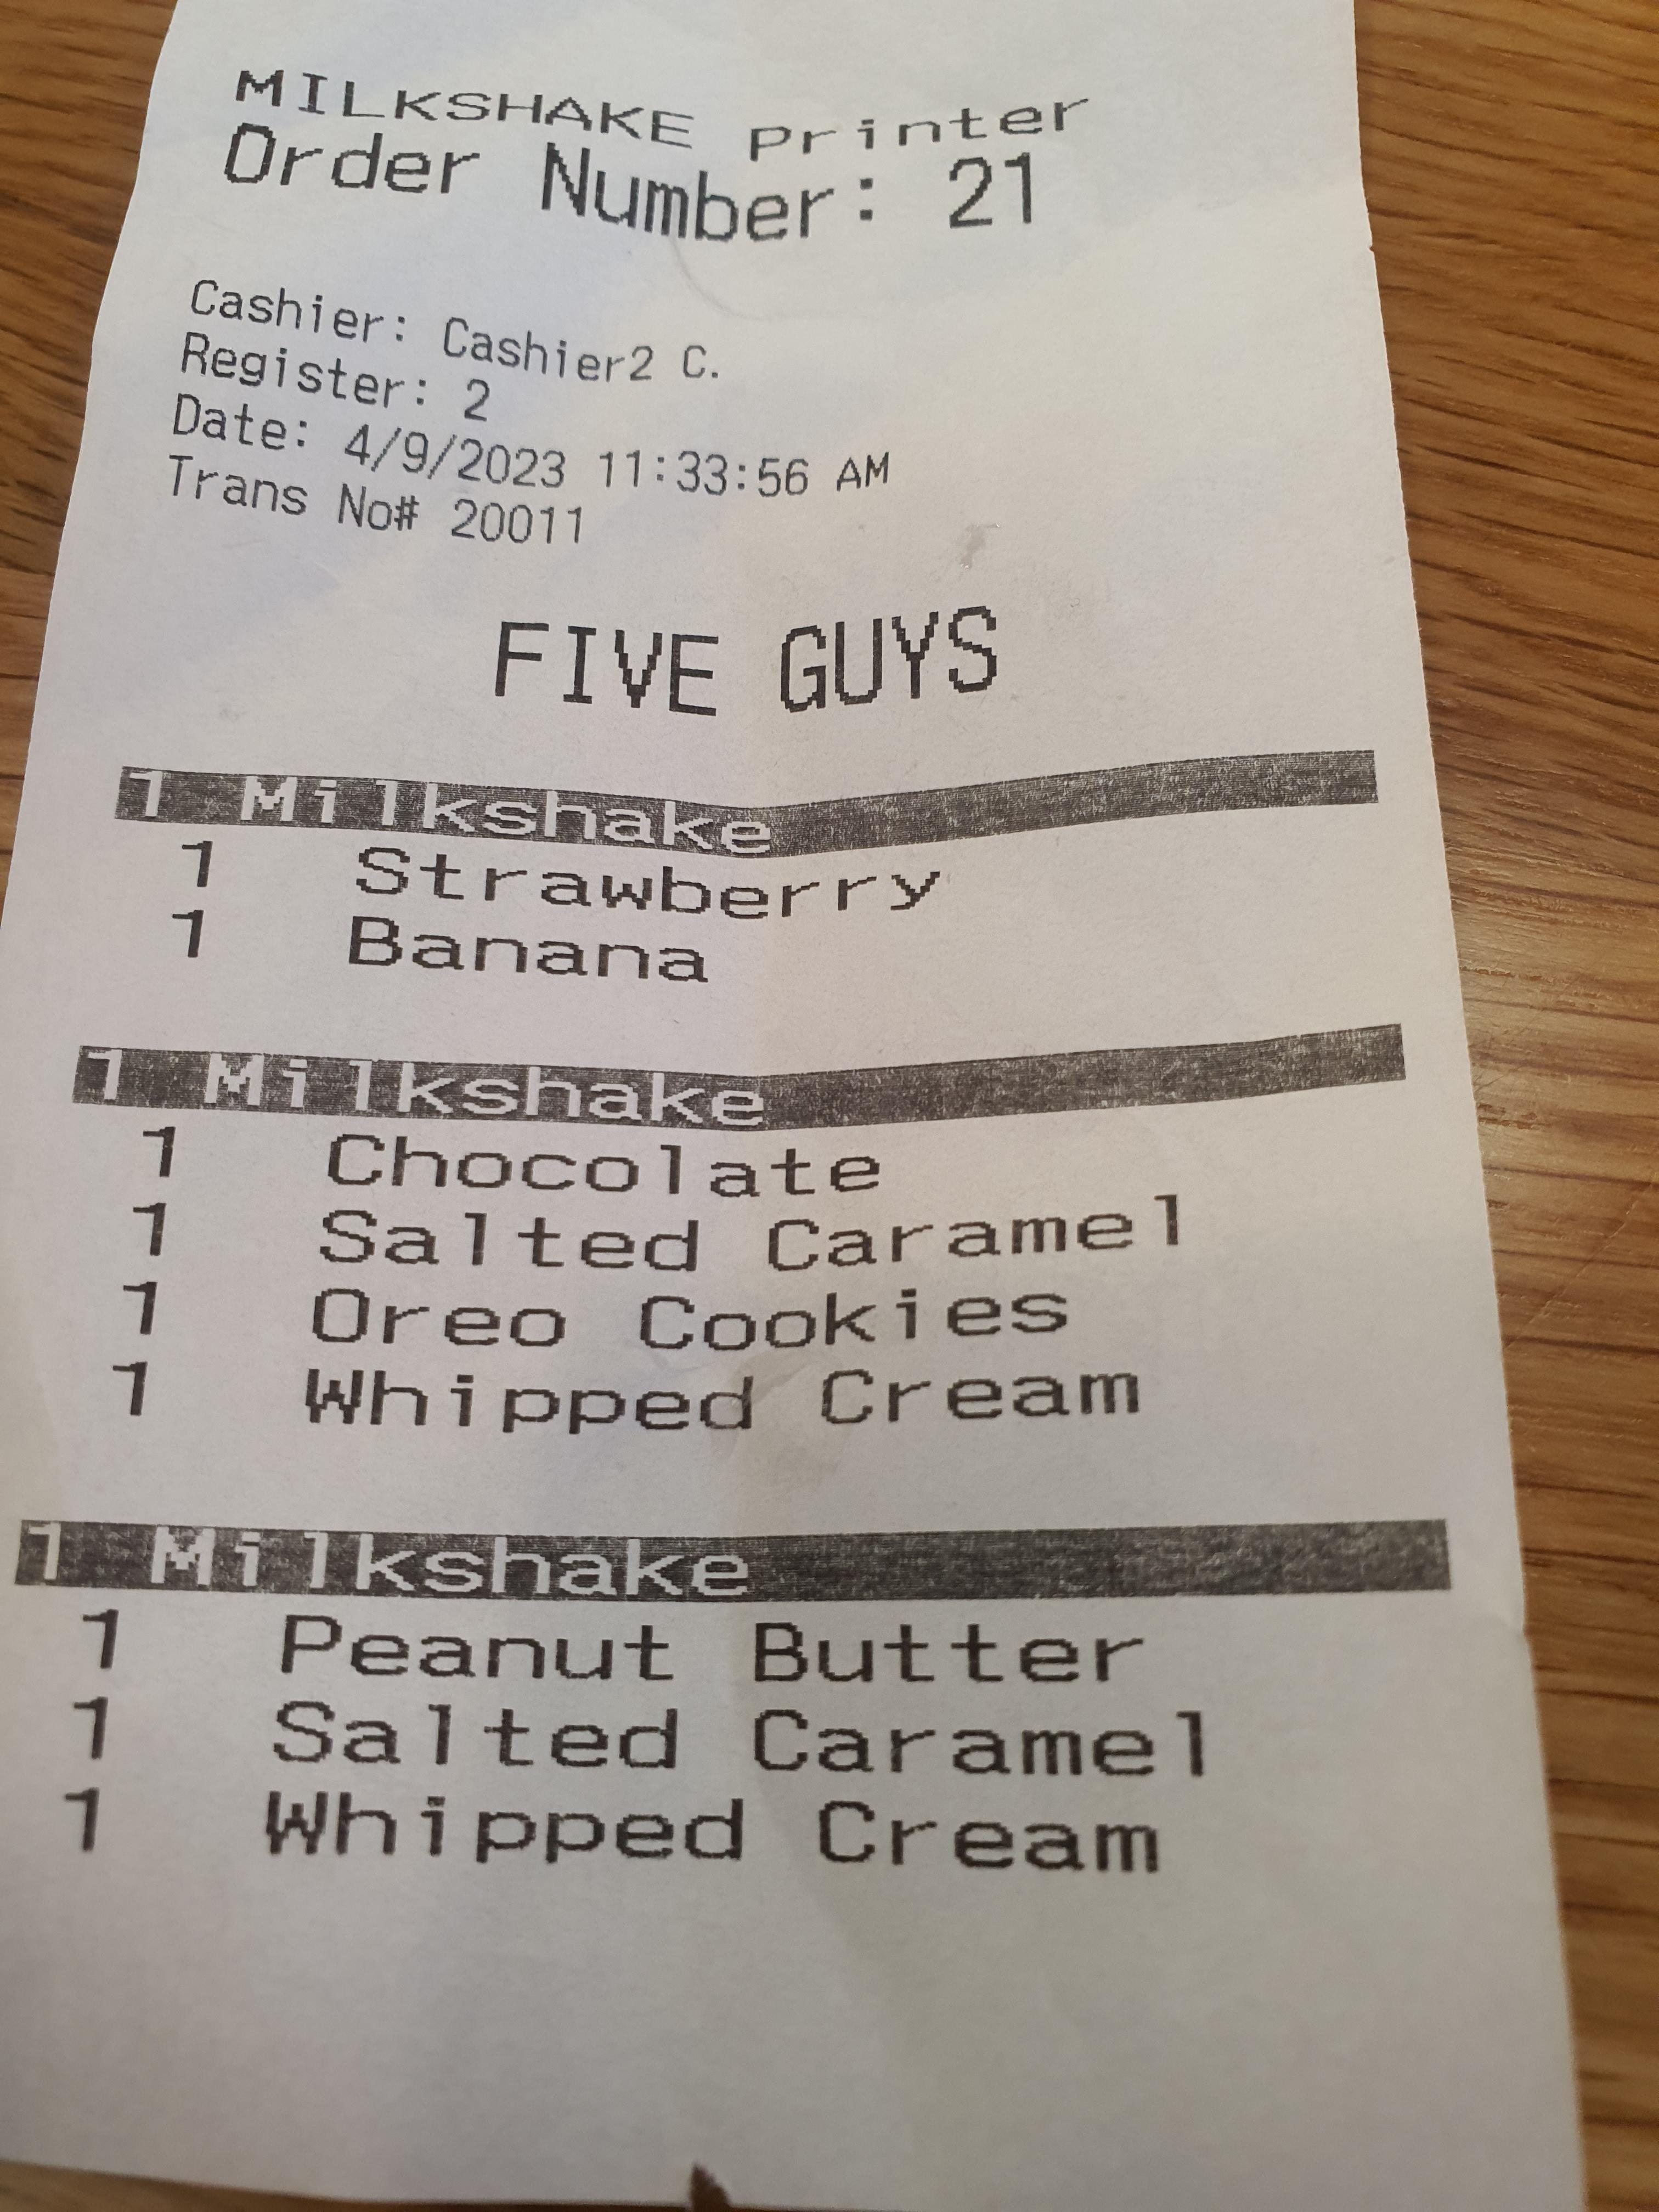 MILKSHAKE Printer
Order Number: 21
Cashier: Cashier2 C.
Register: 2
Date: 4/9/2023 11:33:56 AM
Trans No# 20011
FIVE GUYS
1 Milkshake
1 Strawberry
1 Banana
1 Milkshake
1 Chocolate
1 Salted Caramel
1 Oreo Cookies
1 Whipped Cream
1 Milkshake
1 Peanut Butter
1 Salted Caramel
1 Whipped Cream